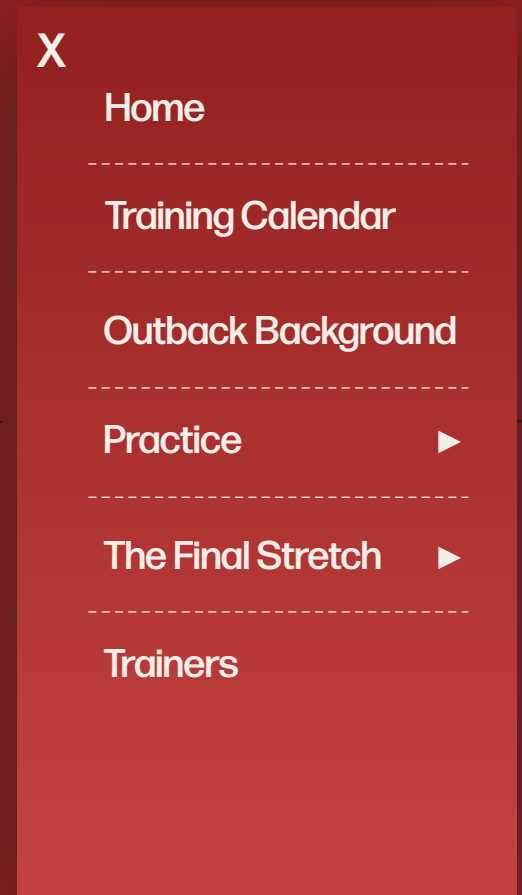 X
Home
Training Calendar
Outback Background
Practice
The Final Stretch
Trainers